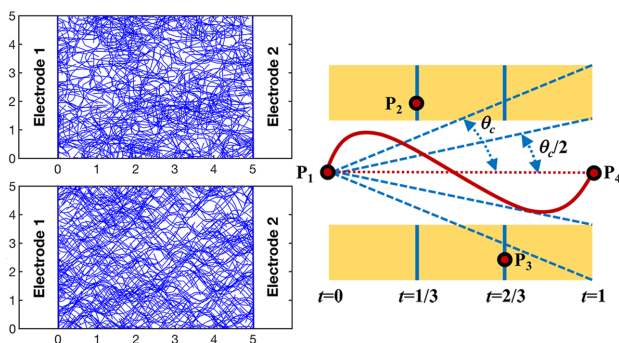 5
4
3
2
1
0
Electrode 1
Electrode 2
0 1 2 3 4 5
5
4
3
2
1
0
Electrode 1
Electrode 2
0 1 2 3 4 5
P₂
θc
θc/2
P₁
P₄
P₃
t=0 t=1/3 t=2/3 t=1